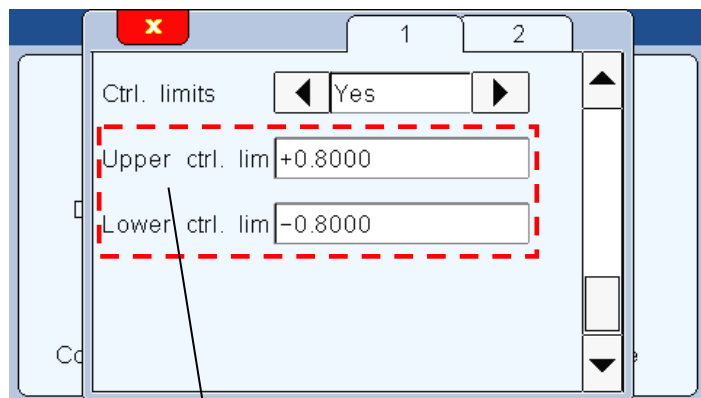 x
1 2
Ctrl. limits Yes
Upper ctrl. lim +0.8000
Lower ctrl. lim −0.8000